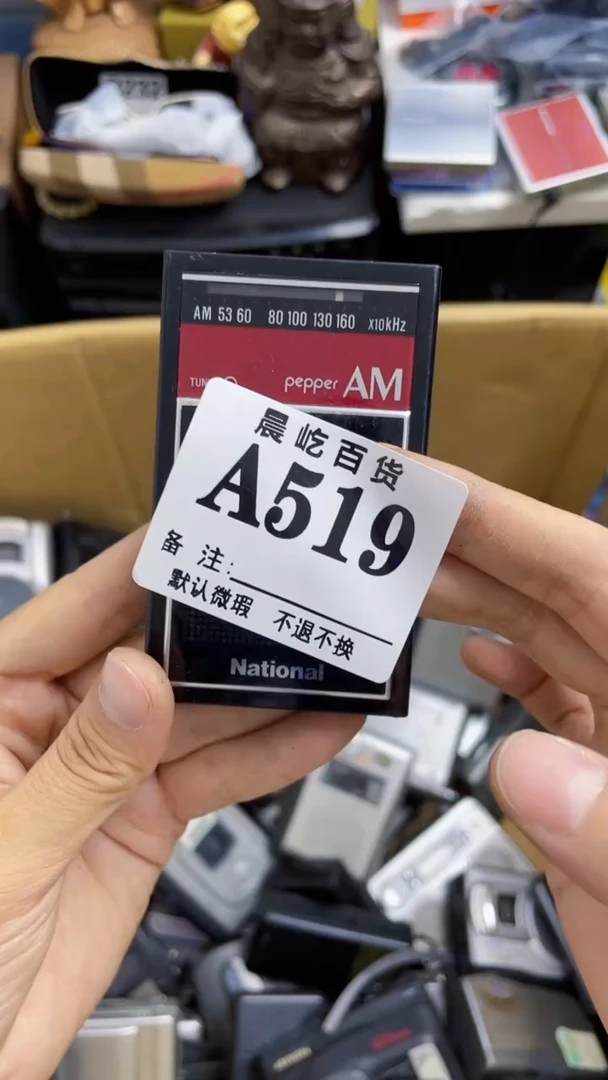 AM 53 60 80 100 130 160 X10kHz
pepper AM
晨屹百货
A519
备 注:
默认微瑕 不退不换
National